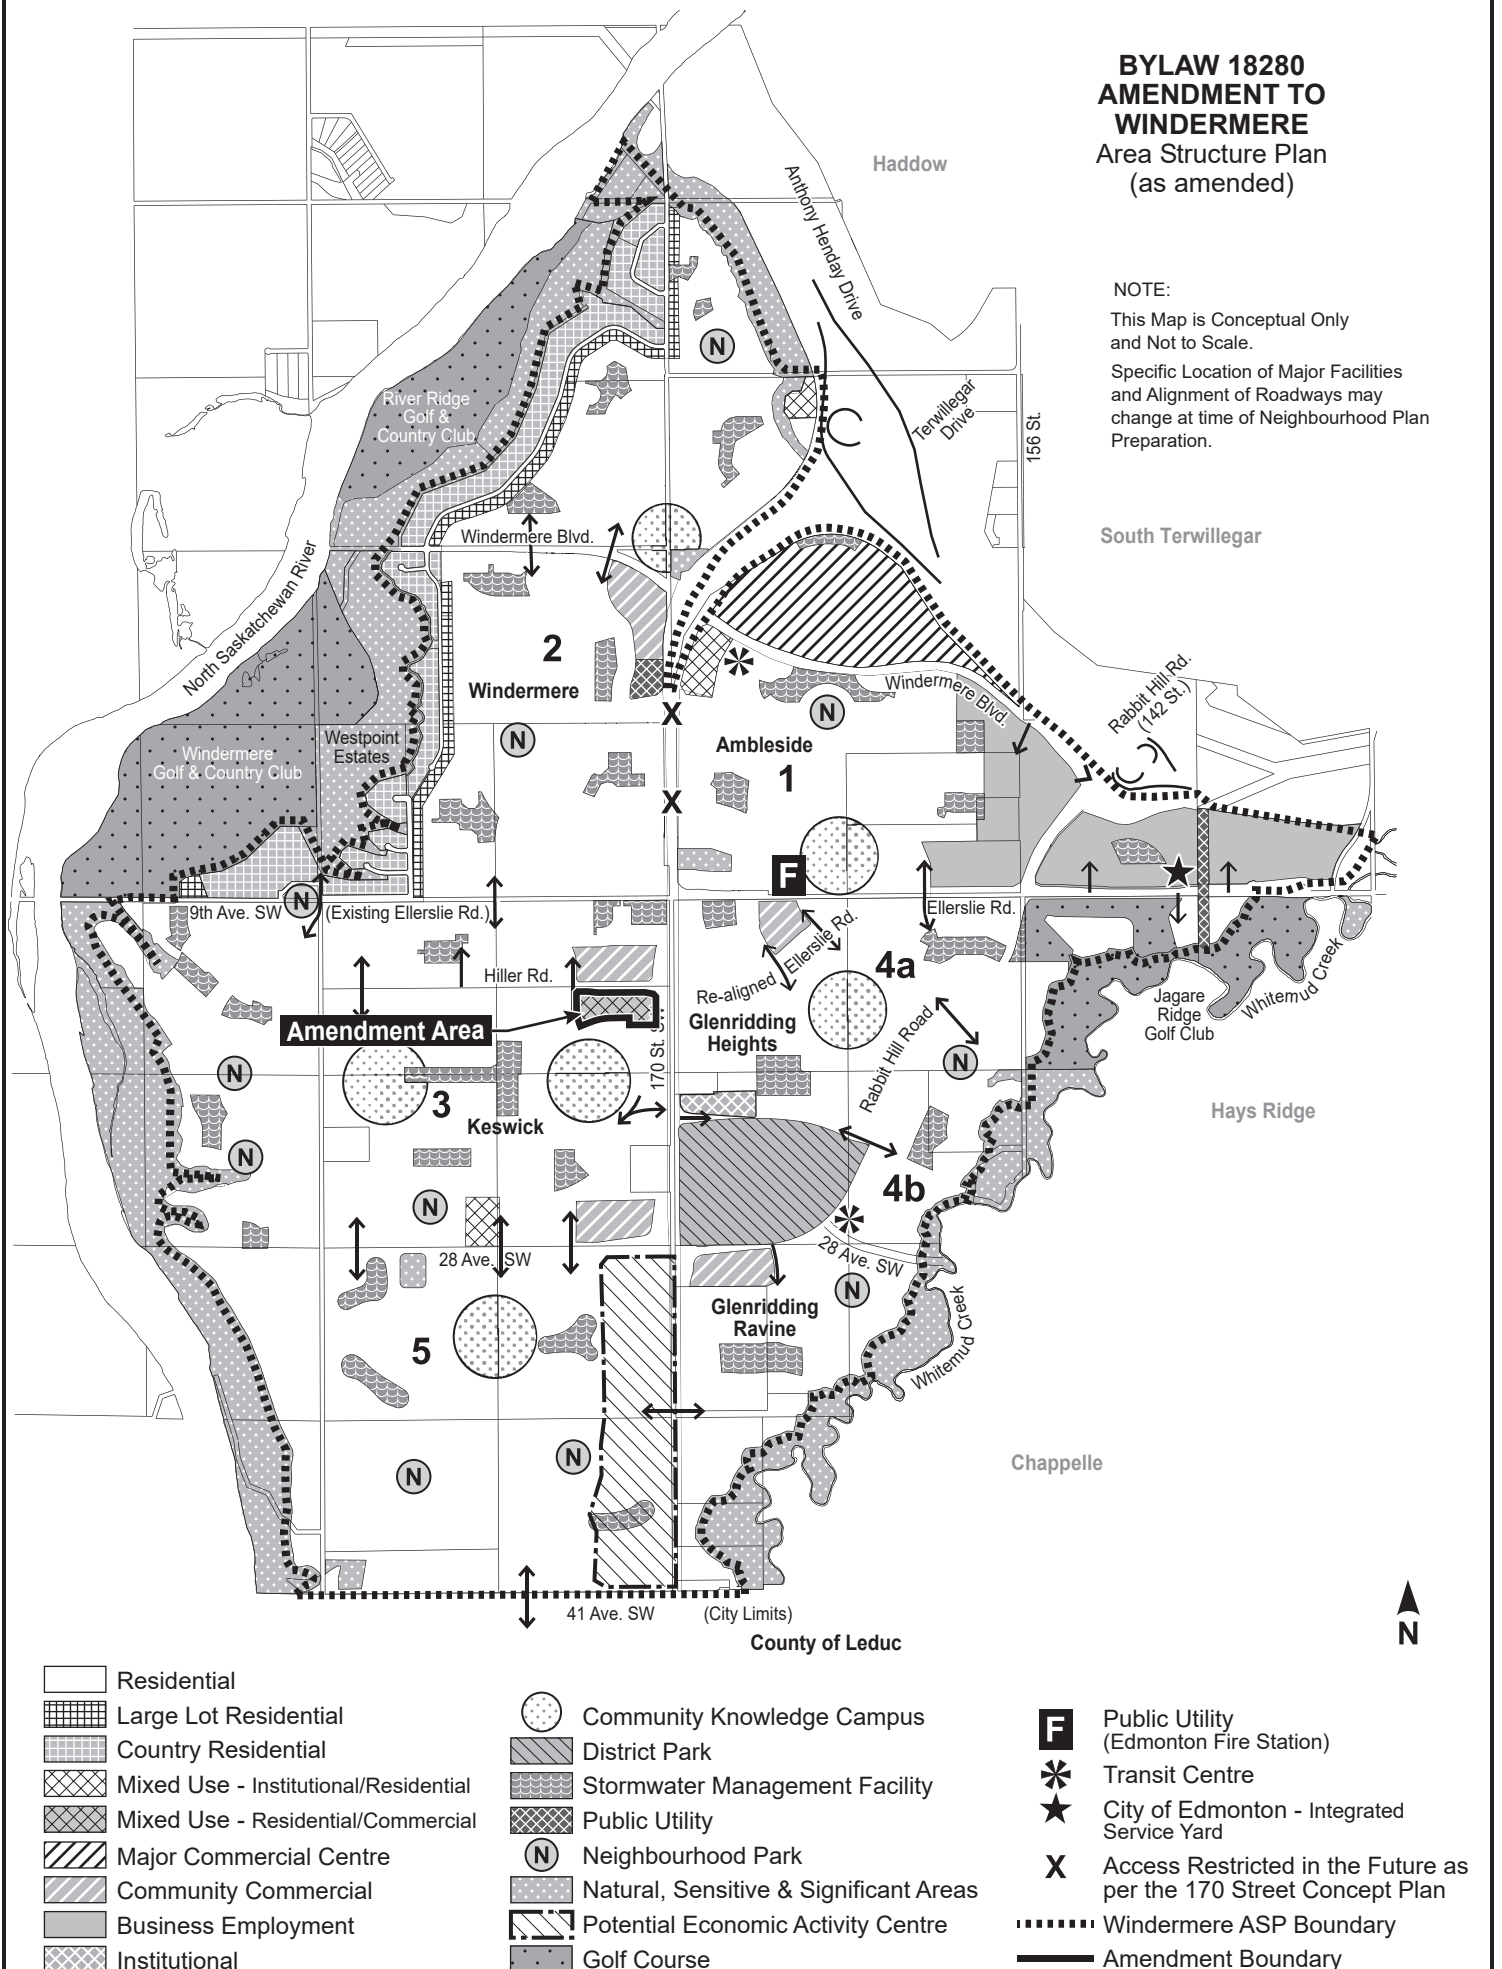 BYLAW 18280
AMENDMENT TO
WINDERMERE
Area Structure Plan
(as amended)
Haddow
Anthony Henday Drive
NOTE:
This Map is Conceptual Only
and Not to Scale.
Specific Location of Major Facilities
and Alignment of Roadways may
change at time of Neighbourhood Plan
Preparation.
N
River Ridge
Golf &
Country Club
Terwillegar
Drive
156 St.
South Terwillegar
Windermere Blvd.
North Saskatchewan River
2
Windermere
Windermere Blvd.
Rabbit Hill Rd.
(142 St.)
X
N
N
Westpoint
Estates
Windermere
Golf & Country Club
Ambleside
1
X
F
N
9th Ave. SW
(Existing Ellerslie Rd.)
Ellerslie Rd.
Re-aligned Ellerslie Rd.
4a
Hiller Rd.
Whitemud Creek
Jagare
Ridge
Golf Club
Amendment Area
Glenridding
Heights
170 St. SW
Rabbit Hill Road
N
N
3
Keswick
Hays Ridge
N
N
4b
28 Ave. SW
28 Ave. SW
N
Glenridding
Ravine
Whitemud Creek
5
N
N
Chappelle
41 Ave. SW
(City Limits)
County of Leduc
N
Residential
Large Lot Residential
Country Residential
Mixed Use - Institutional/Residential
Mixed Use - Residential/Commercial
Major Commercial Centre
Community Commercial
Business Employment
Institutional
Community Knowledge Campus
District Park
Stormwater Management Facility
Public Utility
N
Neighbourhood Park
Natural, Sensitive & Significant Areas
Potential Economic Activity Centre
Golf Course
F
Public Utility
(Edmonton Fire Station)
Transit Centre
City of Edmonton - Integrated
Service Yard
X
Access Restricted in the Future as
per the 170 Street Concept Plan
Windermere ASP Boundary
Amendment Boundary